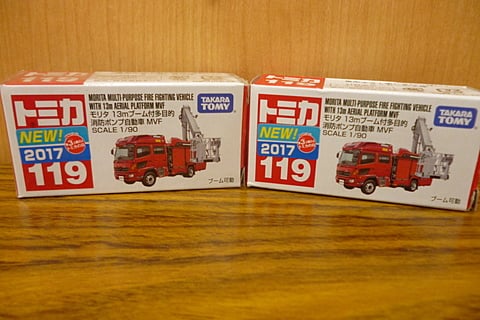 トミカ
NEW!
2017
119
MORITA MULTI-PURPOSE FIRE FIGHTING VEHICLE
WITH 13m AERIAL PLATFORM MVF
モリタ 13mブーム付多目的
消防ポンプ自動車 MVF
SCALE 1/90
TAKARA
TOMY
ブーム可動
トミカ
NEW!
2017
119
MORITA MULTI-PURPOSE FIRE FIGHTING VEHICLE
WITH 13m AERIAL PLATFORM MVF
モリタ 13mブーム付多目的
消防ポンプ自動車 MVF
SCALE 1/90
TAKARA
TOMY
ブーム可動